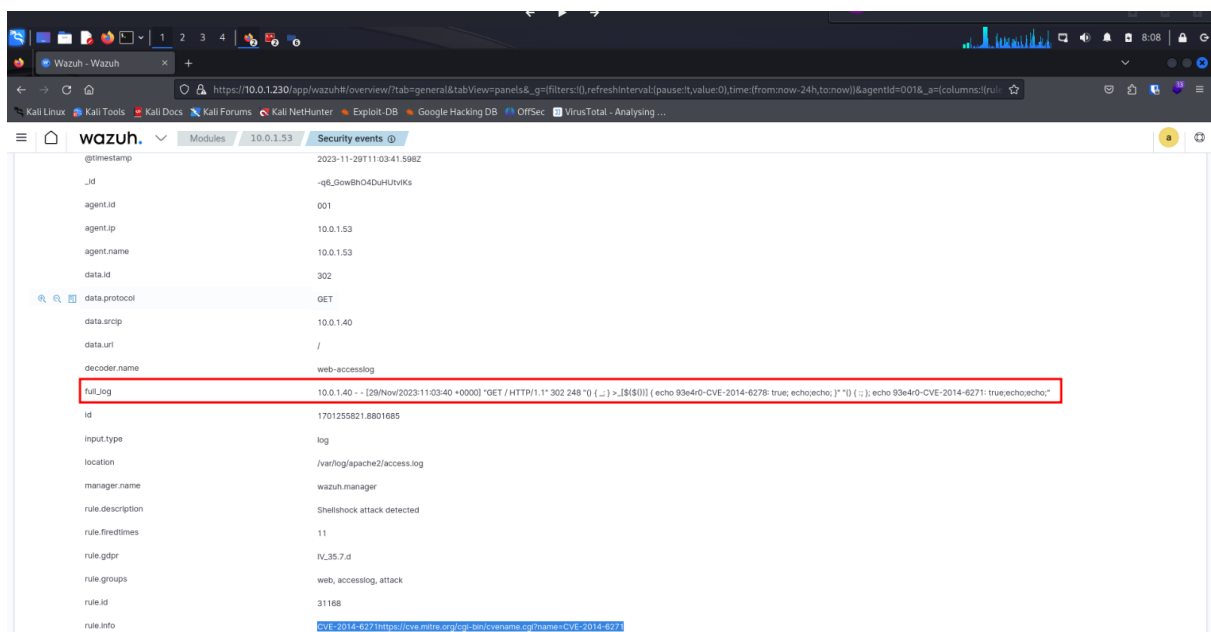 1 2 3 4 8:08
Wazuh - Wazuh × +
https://10.0.1.230/app/wazuh#/overview/?tab=general&tabView=panels&_g=(filters:!(),refreshInterval:(pause:!t,value:0),time:(from:now-24h,to:now))&agentId=001&_a=(columns:!(rul
Kali Linux Kali Tools Kali Docs Kali Forums Kali NetHunter Exploit-DB Google Hacking DB OffSec VirusTotal - Analysing ...
wazuh. Modules 10.0.1.53 Security events a
@timestamp 2023-11-29T11:03:41.598Z
_id -q6_GowBhO4DuHUtvIKs
agent.id 001
agent.ip 10.0.1.53
agent.name 10.0.1.53
data.id 302
data.protocol GET
data.srcip 10.0.1.40
data.url /
decoder.name web-accesslog
full_log 10.0.1.40 - - [29/Nov/2023:11:03:40 +0000] "GET / HTTP/1.1" 302 248 "() { _; } >_[$($())] { echo 93e4r0-CVE-2014-6278: true; echo;echo; }" "() { :; }; echo 93e4r0-CVE-2014-6271: true;echo;echo;"
id 1701255821.8801685
input.type log
location /var/log/apache2/access.log
manager.name wazuh.manager
rule.description Shellshock attack detected
rule.firedtimes 11
rule.gdpr IV_35.7.d
rule.groups web, accesslog, attack
rule.id 31168
rule.info CVE-2014-6271https://cve.mitre.org/cgi-bin/cvename.cgi?name=CVE-2014-6271